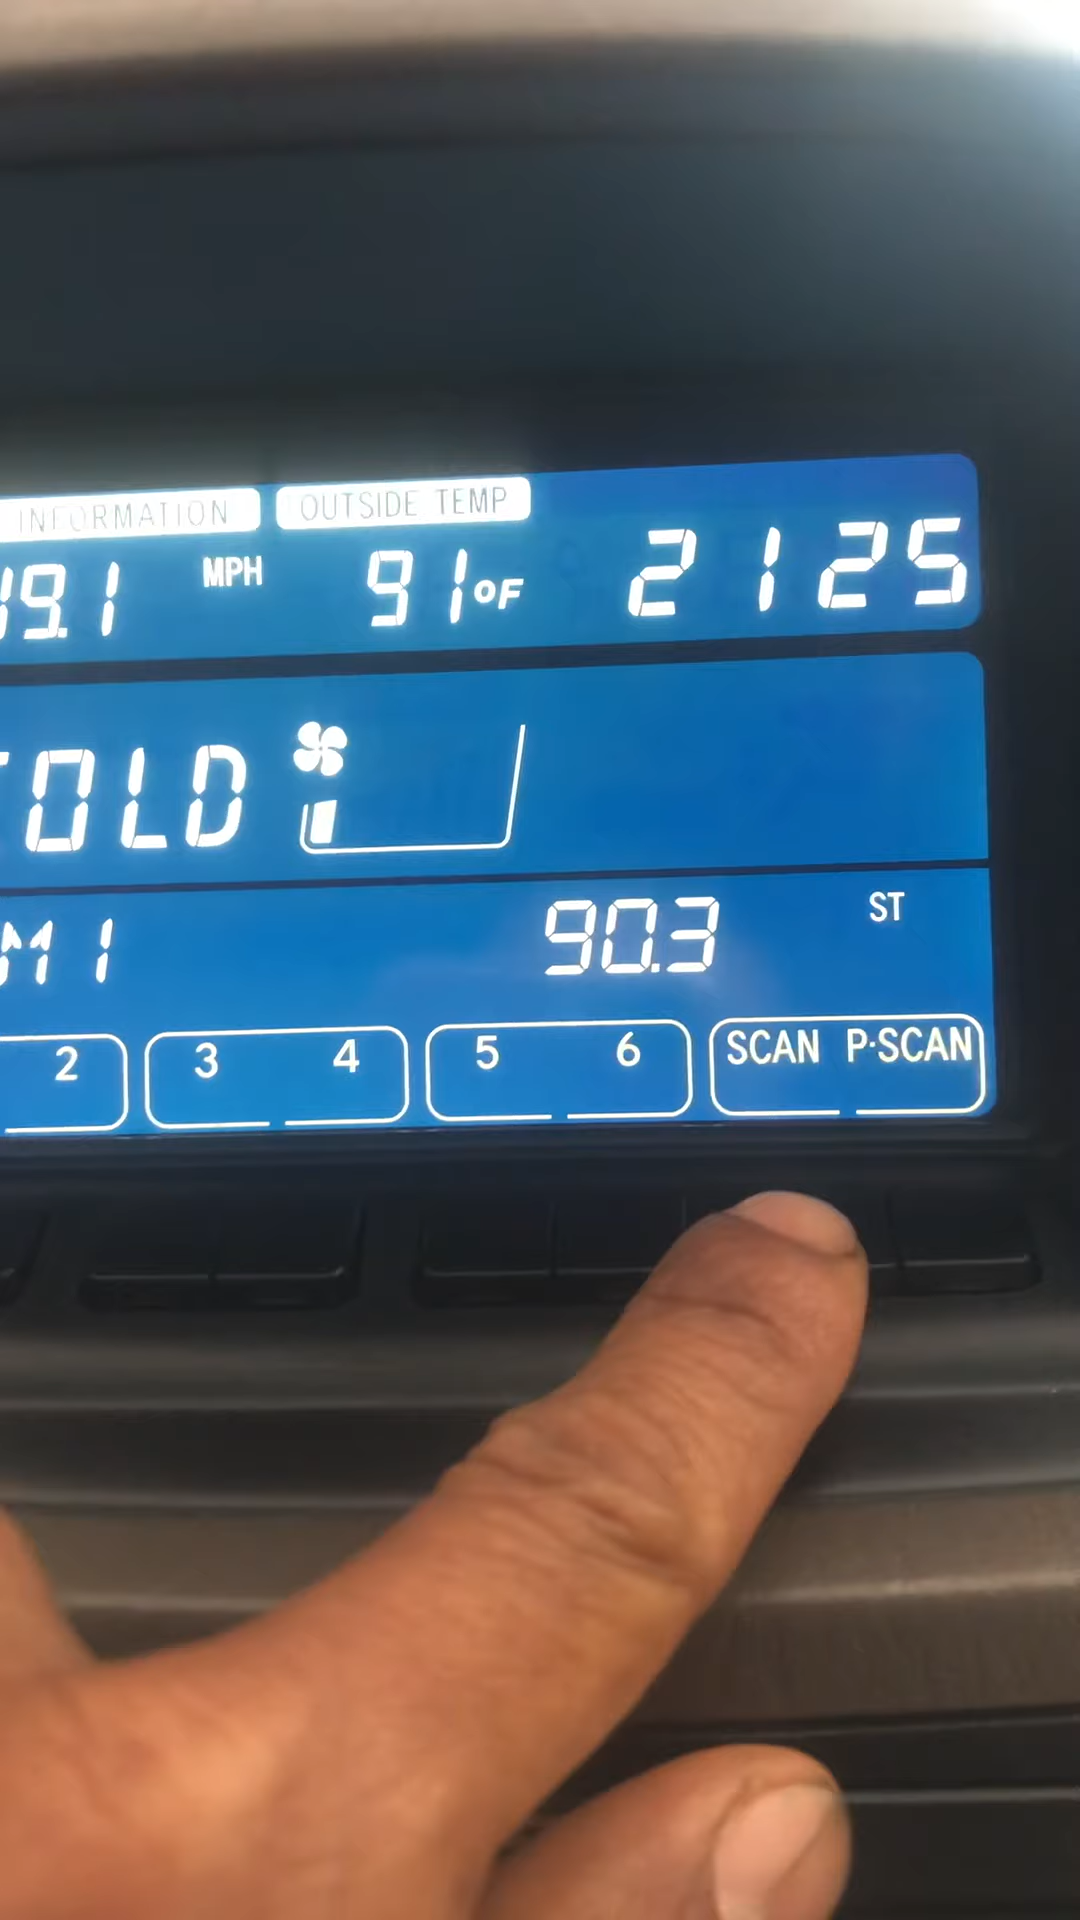 INFORMATION OUTSIDE TEMP
9.1 MPH 91°F 2125
OLD
M1 90.3 ST
2 3 4 5 6 SCAN P·SCAN